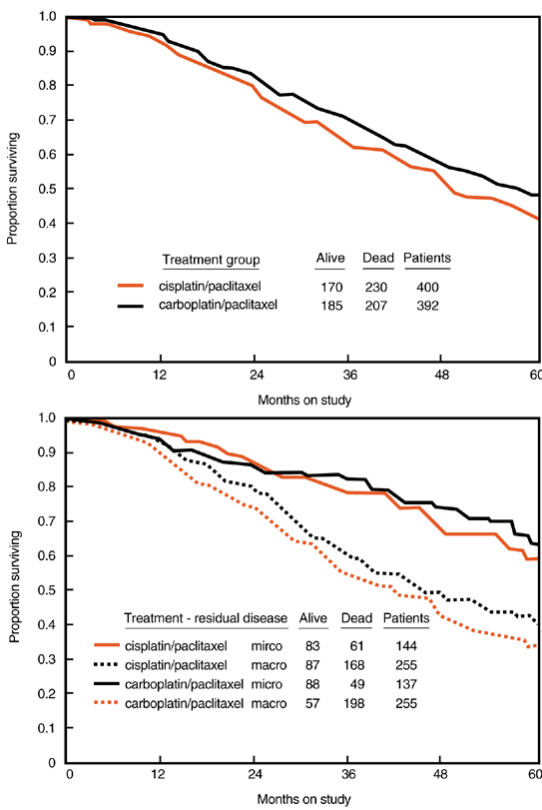 1.0
0.9
0.8
0.7
0.6
0.5
0.4
0.3
0.2
0.1
0
Proportion surviving
Treatment group Alive Dead Patients
cisplatin/paclitaxel 170 230 400
carboplatin/paclitaxel 185 207 392
0 12 24 36 48 60
Months on study
1.0
0.9
0.8
0.7
0.6
0.5
0.4
0.3
0.2
0.1
0
Proportion surviving
Treatment - residual disease Alive Dead Patients
cisplatin/paclitaxel mirco 83 61 144
cisplatin/paclitaxel macro 87 168 255
carboplatin/paclitaxel micro 88 49 137
carboplatin/paclitaxel macro 57 198 255
0 12 24 36 48 60
Months on study